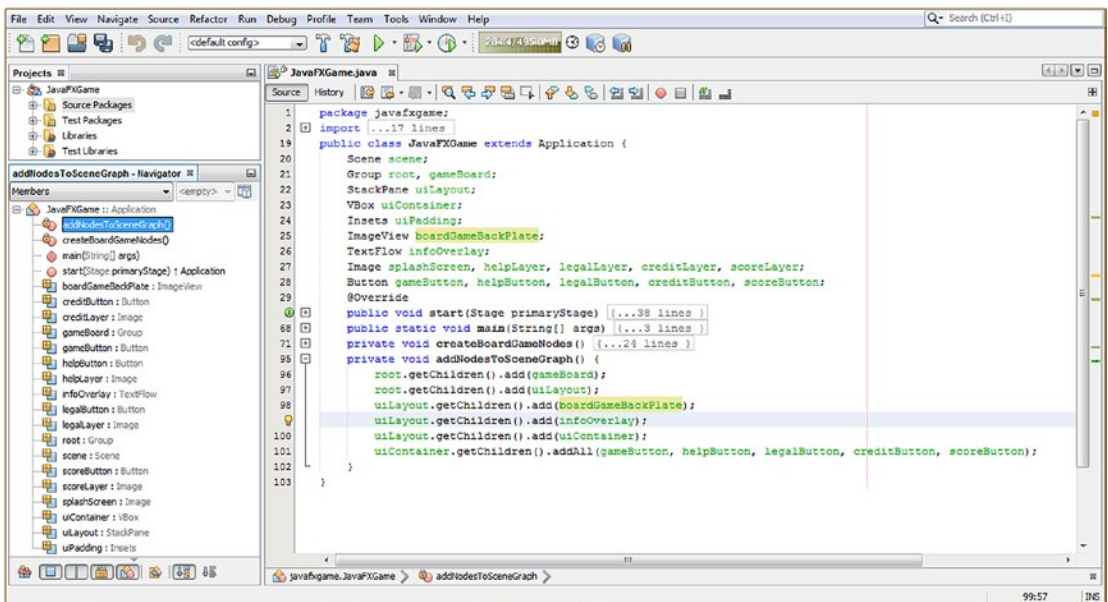 File Edit View Navigate Source Refactor Run Debug Profile Team Tools Window Help
Search (Ctrl+I)
<default config>
284.4/495.0MB
Projects
JavaFXGame
Source Packages
Test Packages
Libraries
Test Libraries
addNodesToSceneGraph - Navigator
Members
<empty>
JavaFXGame :: Application
addNodesToSceneGraph()
createBoardGameNodes()
main(String[] args)
start(Stage primaryStage) ↑ Application
boardGameBackPlate : ImageView
creditButton : Button
creditLayer : Image
gameBoard : Group
gameButton : Button
helpButton : Button
helpLayer : Image
infoOverlay : TextFlow
legalButton : Button
legalLayer : Image
root : Group
scene : Scene
scoreButton : Button
scoreLayer : Image
splashScreen : Image
uiContainer : VBox
uiLayout : StackPane
uiPadding : Insets
JavaFXGame.java
Source History
1 package javafxgame;
2 import ...17 lines
19 public class JavaFXGame extends Application {
20 Scene scene;
21 Group root, gameBoard;
22 StackPane uiLayout;
23 VBox uiContainer;
24 Insets uiPadding;
25 ImageView boardGameBackPlate;
26 TextFlow infoOverlay;
27 Image splashScreen, helpLayer, legalLayer, creditLayer, scoreLayer;
28 Button gameButton, helpButton, legalButton, creditButton, scoreButton;
29 @Override
public void start(Stage primaryStage) {...38 lines }
68 public static void main(String[] args) {...3 lines }
71 private void createBoardGameNodes() {...24 lines }
95 private void addNodesToSceneGraph() {
96 root.getChildren().add(gameBoard);
97 root.getChildren().add(uiLayout);
98 uiLayout.getChildren().add(boardGameBackPlate);
uiLayout.getChildren().add(infoOverlay);
100 uiLayout.getChildren().add(uiContainer);
101 uiContainer.getChildren().addAll(gameButton, helpButton, legalButton, creditButton, scoreButton);
102 }
103 }
javafxgame.JavaFXGame
addNodesToSceneGraph
99:57
INS